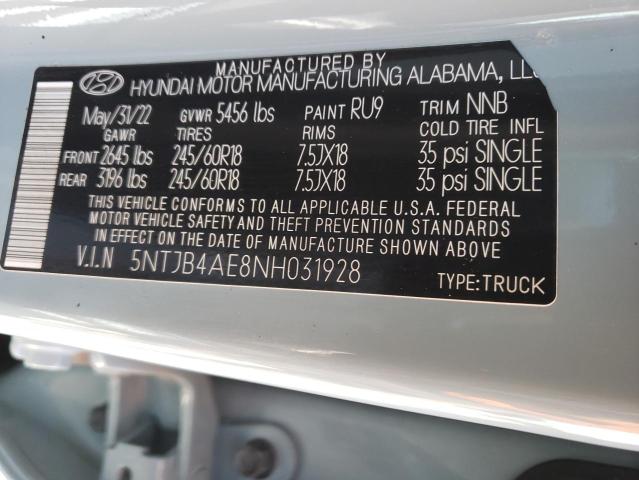 MANUFACTURED BY
HYUNDAI MOTOR MANUFACTURING ALABAMA, LLC
May/31/22 GVWR 5456 lbs PAINT RU9 TRIM NNB
GAWR TIRES RIMS COLD TIRE INFL
FRONT 2645 lbs 245/60R18 7.5JX18 35 psi SINGLE
REAR 3196 lbs 245/60R18 7.5JX18 35 psi SINGLE
THIS VEHICLE CONFORMS TO ALL APPLICABLE U.S.A. FEDERAL
MOTOR VEHICLE SAFETY AND THEFT PREVENTION STANDARDS
IN EFFECT ON THE DATE OF MANUFACTURE SHOWN ABOVE
V.I.N 5NTJB4AE8NH031928 TYPE:TRUCK